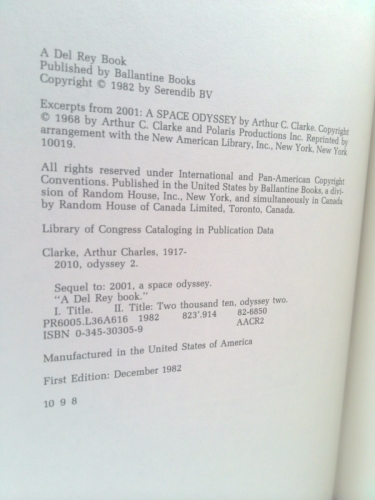 A Del Rey Book
Published by Ballantine Books
Copyright © 1982 by Serendib BV
Excerpts from 2001: A SPACE ODYSSEY by Arthur C. Clarke. Copyright
© 1968 by Arthur C. Clarke and Polaris Productions Inc. Reprinted by
arrangement with the New American Library, Inc., New York, New York
10019.
All rights reserved under International and Pan-American Copyright
Conventions. Published in the United States by Ballantine Books, a divi-
sion of Random House, Inc., New York, and simultaneously in Canada
by Random House of Canada Limited, Toronto, Canada.
Library of Congress Cataloging in Publication Data
Clarke, Arthur Charles, 1917-
2010, odyssey 2.
Sequel to: 2001, a space odyssey.
"A Del Rey book."
I. Title. II. Title: Two thousand ten, odyssey two.
PR6005.L36A616 1982 823'.914 82-6850
AACR2
ISBN 0-345-30305-9
Manufactured in the United States of America
First Edition: December 1982
10 9 8